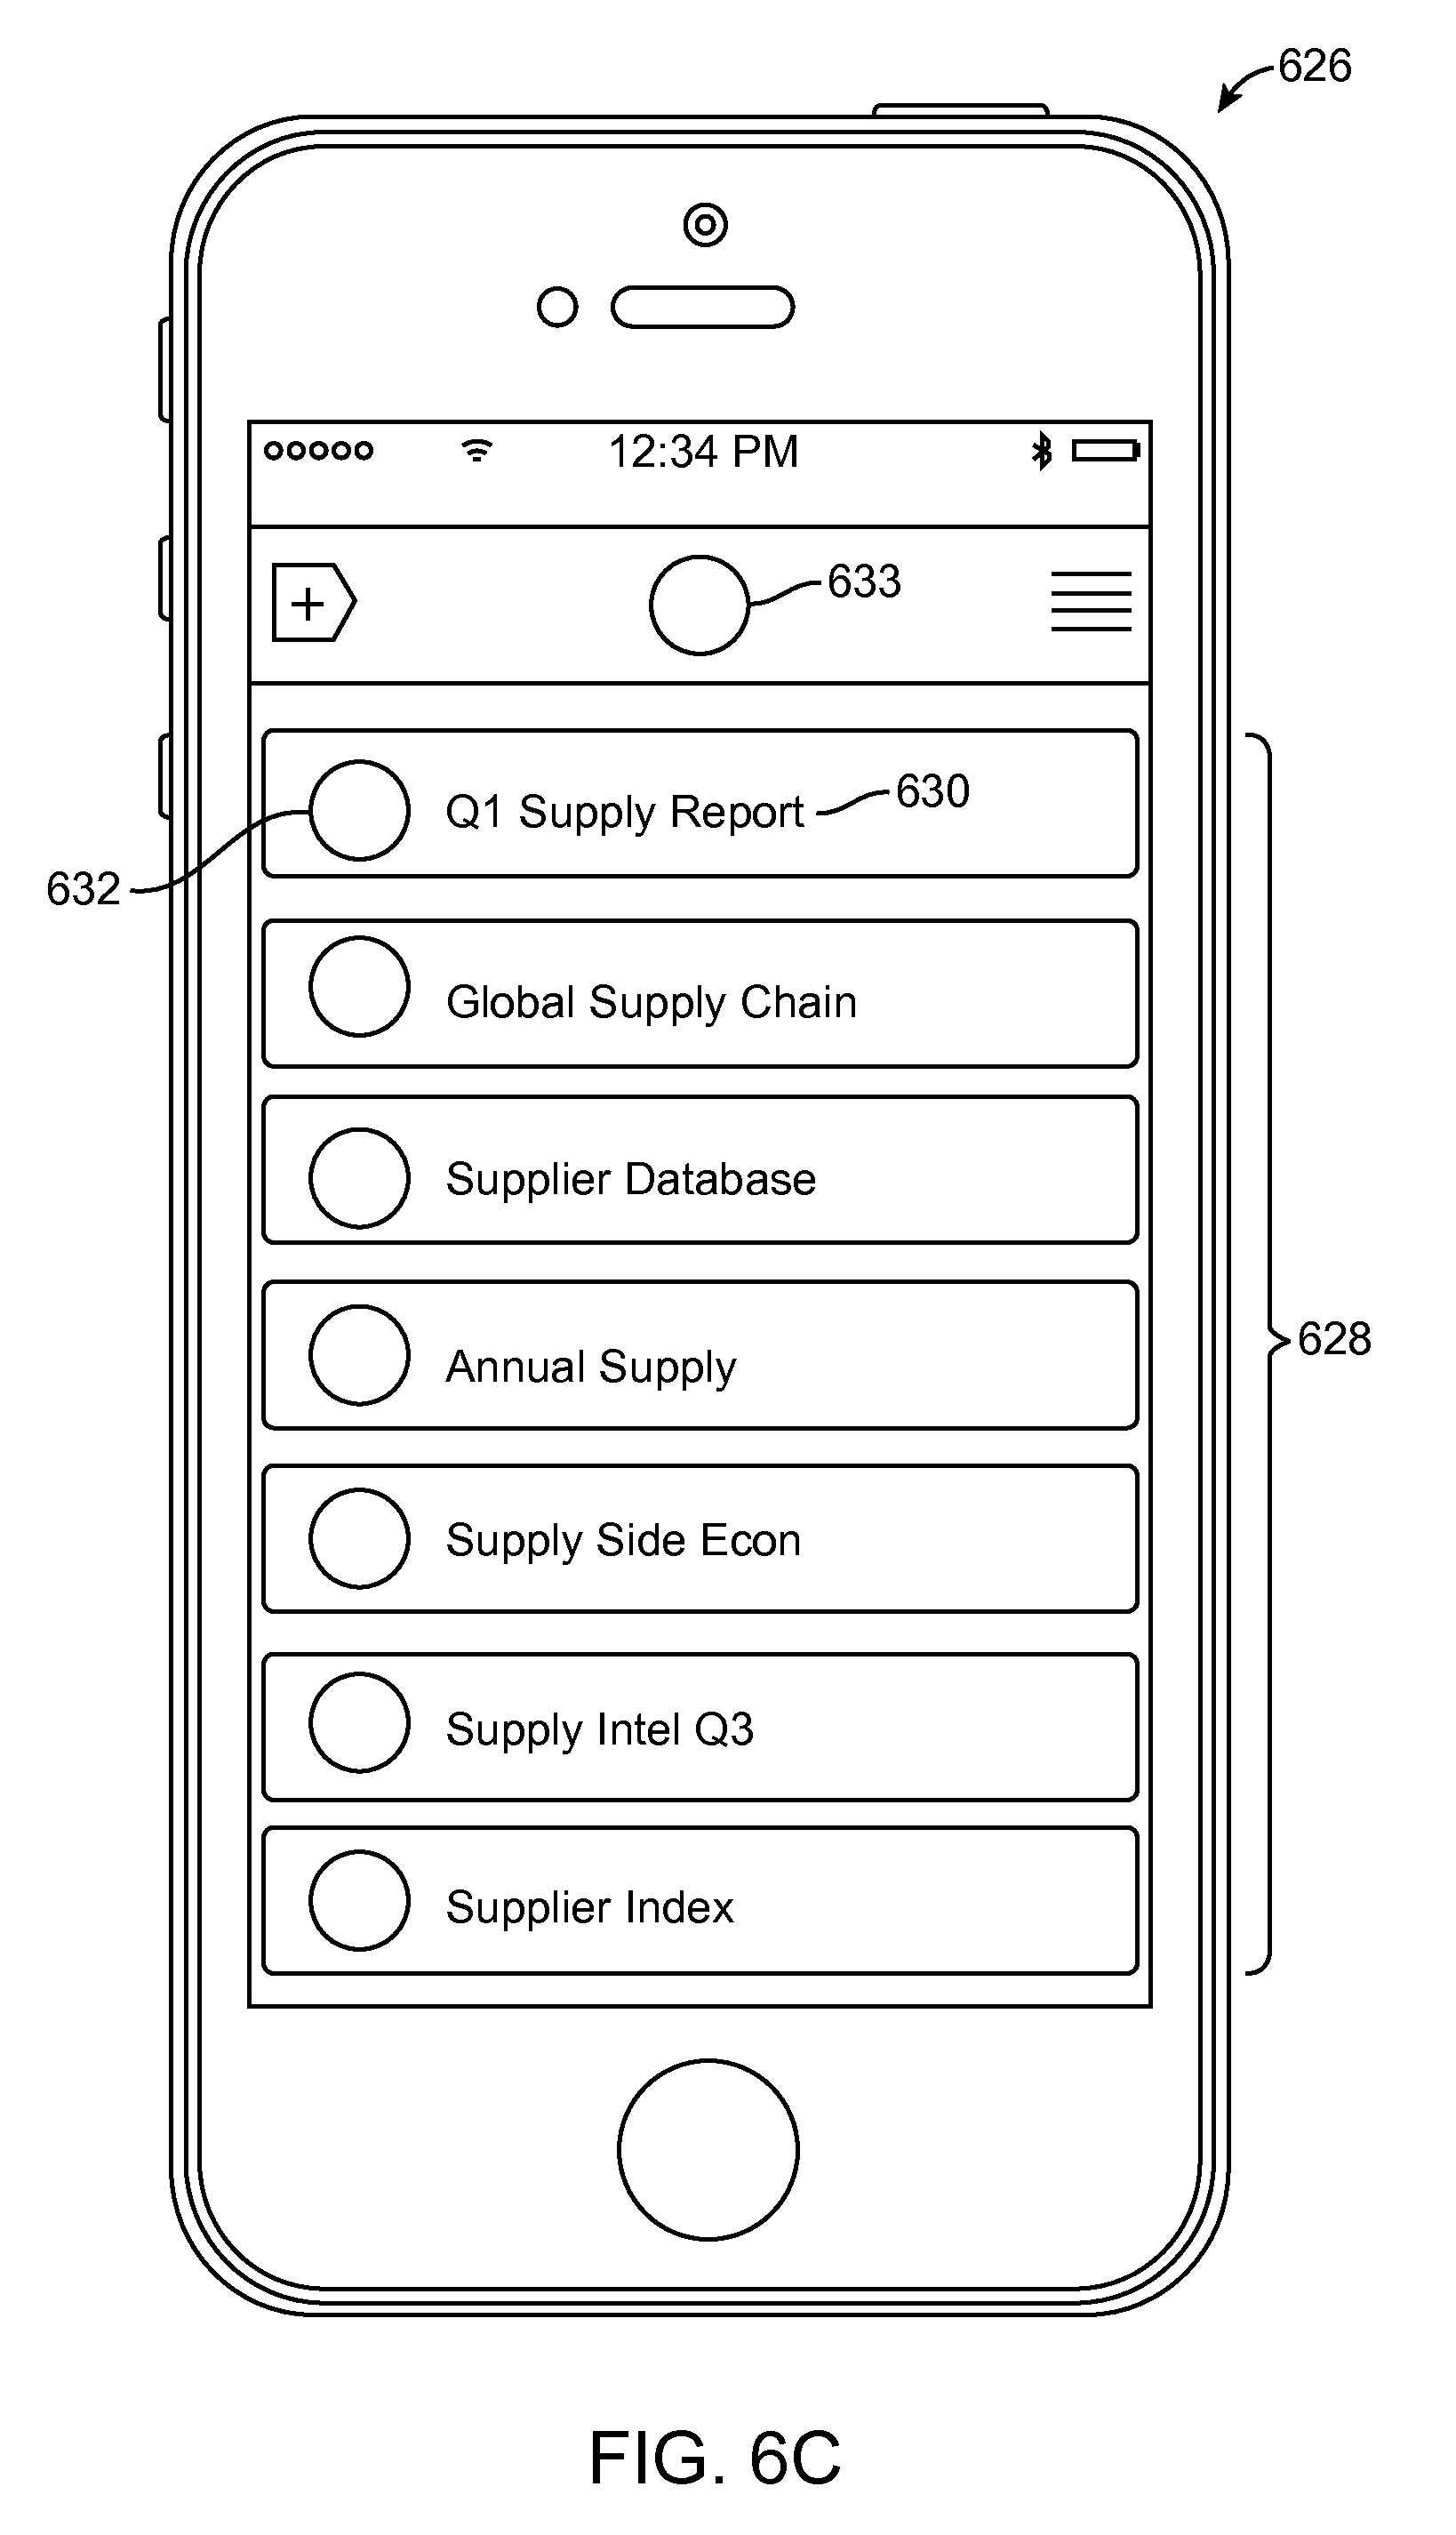 626
12:34 PM
633
Q1 Supply Report
630
632
Global Supply Chain
Supplier Database
Annual Supply
628
Supply Side Econ
Supply Intel Q3
Supplier Index
FIG. 6C